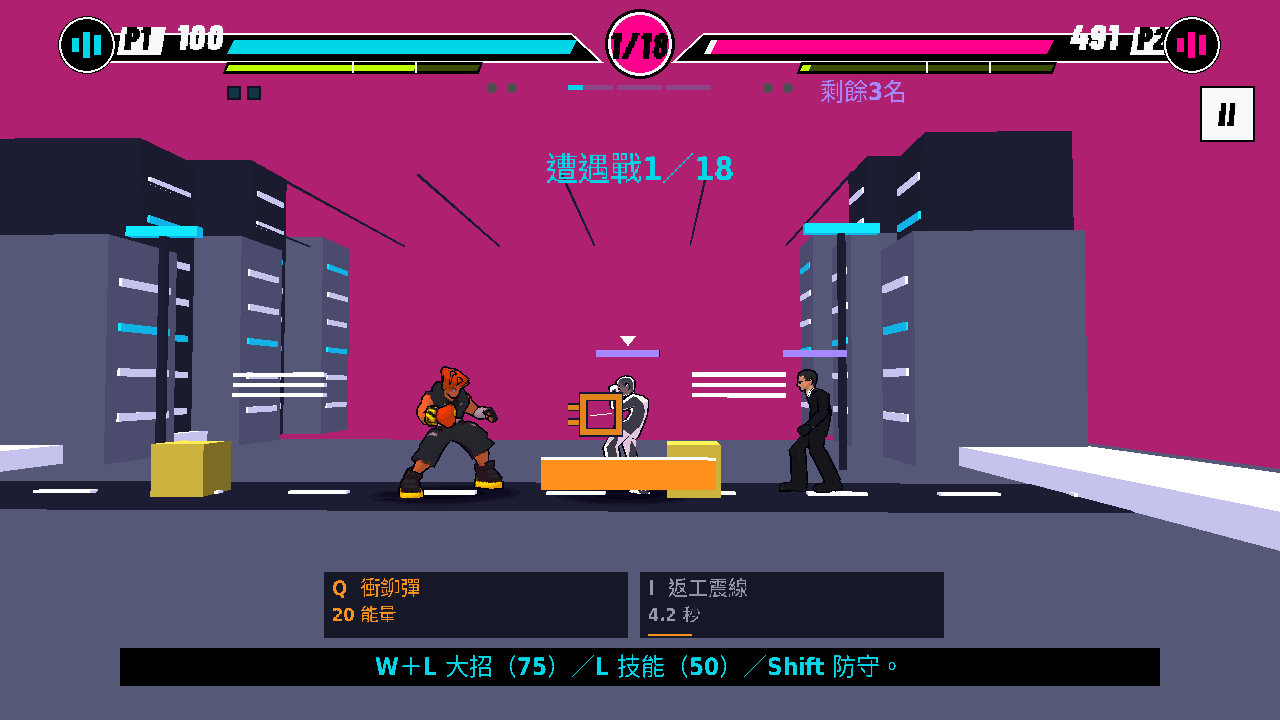 P1 100
1/18
491 P2
剩餘3名
遭遇戰1／18
Q 衝鉚彈
20 能量
I 返工震線
4.2 秒
W＋L 大招（75）／L 技能（50）／Shift 防守。